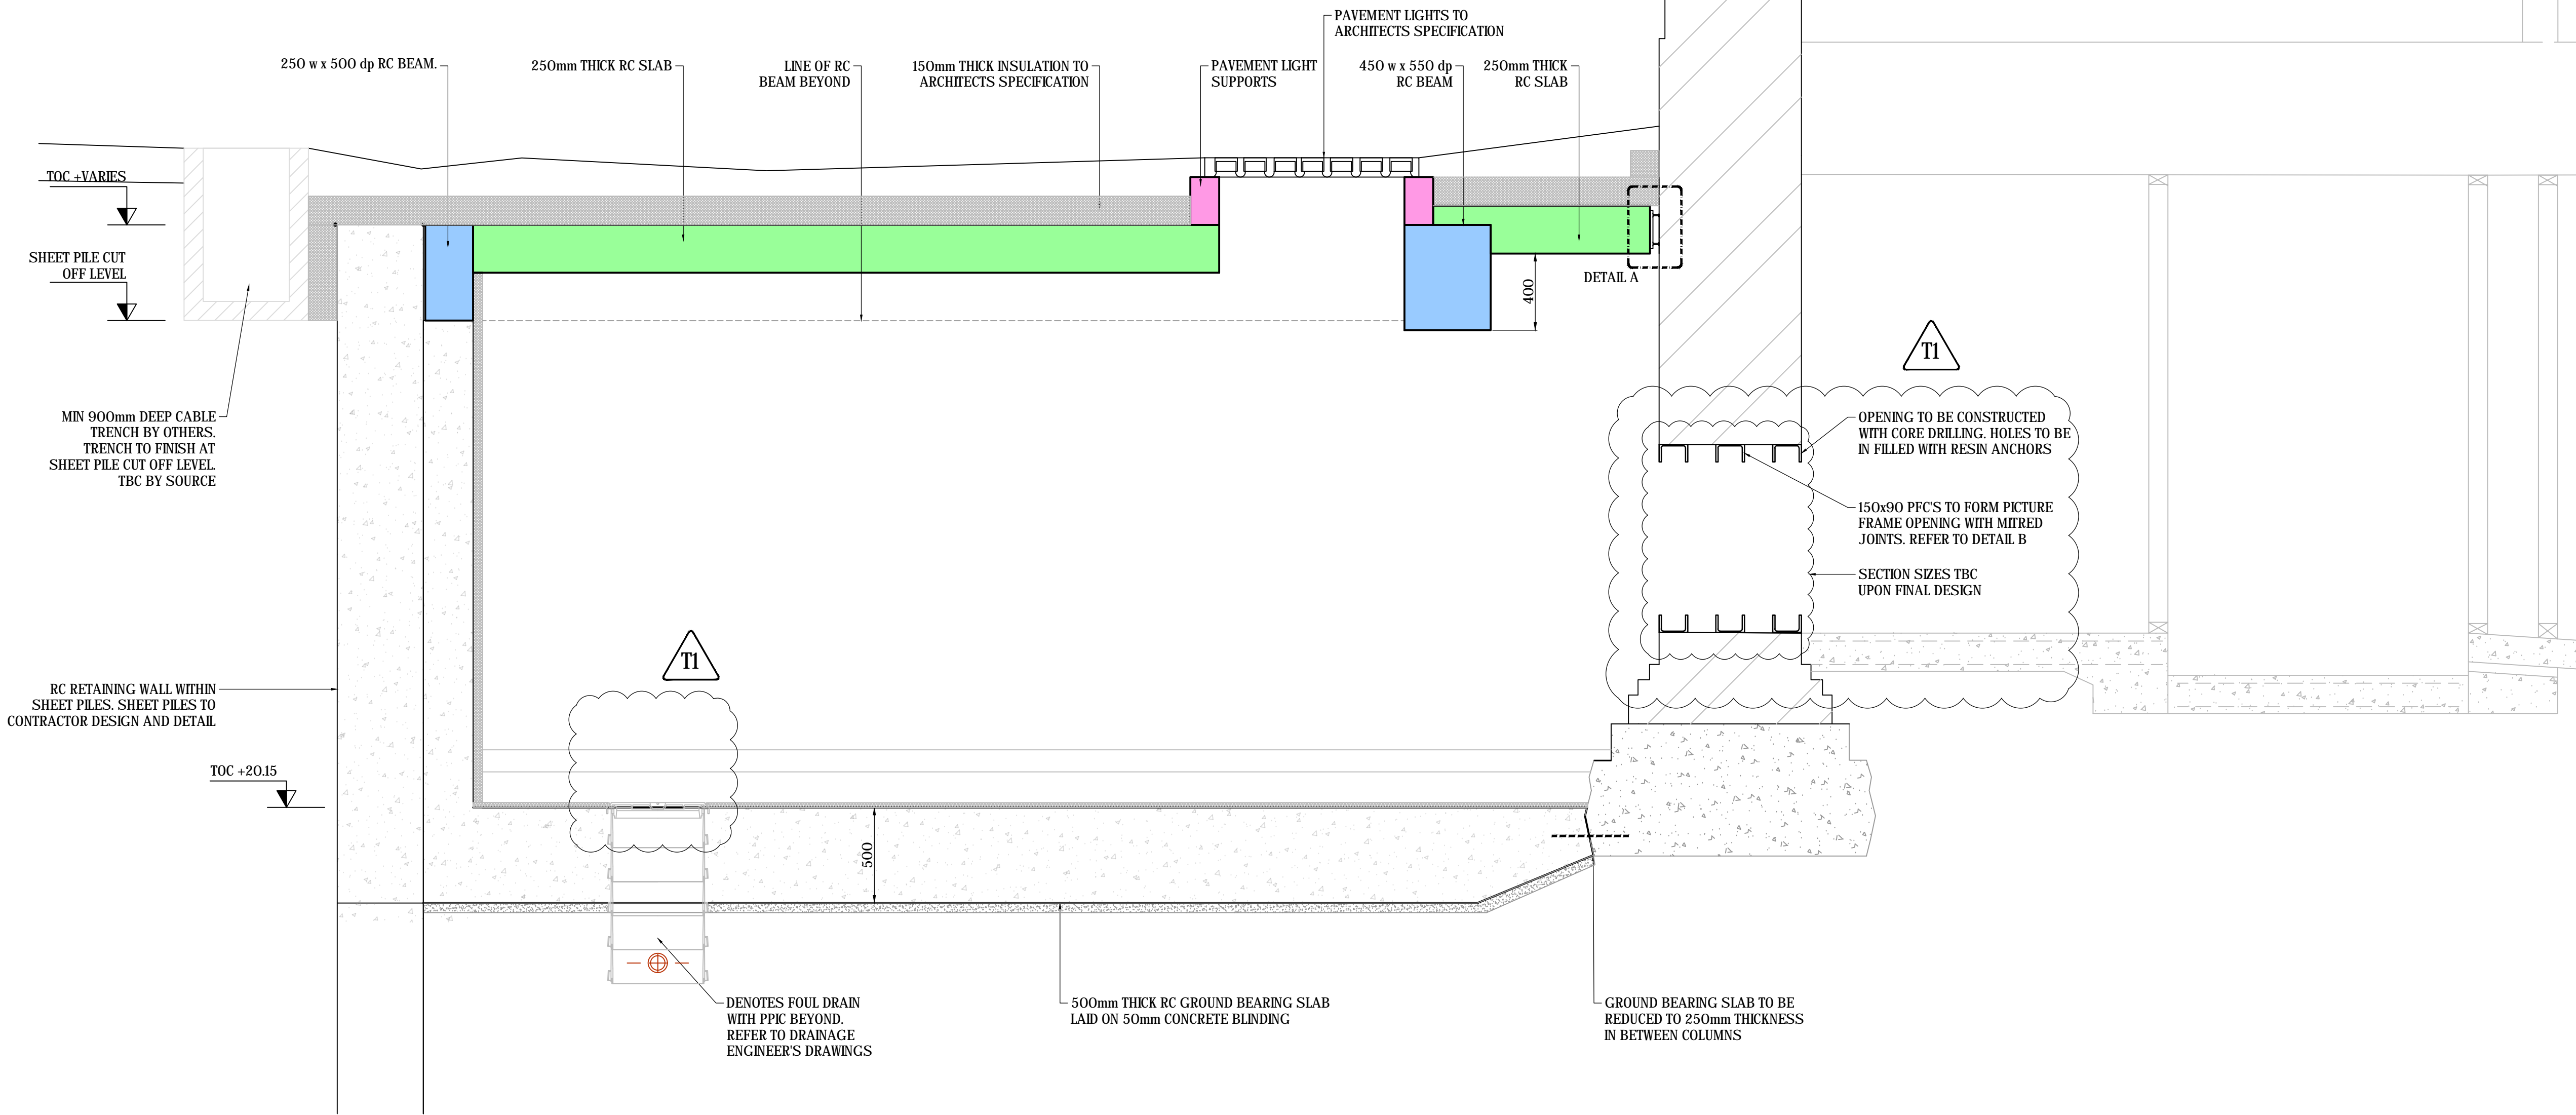 PAVEMENT LIGHTS TO
ARCHITECTS SPECIFICATION
250 w x 500 dp RC BEAM.
250mm THICK RC SLAB
LINE OF RC
BEAM BEYOND
150mm THICK INSULATION TO
ARCHITECTS SPECIFICATION
PAVEMENT LIGHT
SUPPORTS
450 w x 550 dp
RC BEAM
250mm THICK
RC SLAB
TOC +VARIES
SHEET PILE CUT
OFF LEVEL
DETAIL A
400
T1
MIN 900mm DEEP CABLE
TRENCH BY OTHERS.
TRENCH TO FINISH AT
SHEET PILE CUT OFF LEVEL.
TBC BY SOURCE
OPENING TO BE CONSTRUCTED
WITH CORE DRILLING. HOLES TO BE
IN FILLED WITH RESIN ANCHORS
150x90 PFC'S TO FORM PICTURE
FRAME OPENING WITH MITRED
JOINTS. REFER TO DETAIL B
SECTION SIZES TBC
UPON FINAL DESIGN
T1
RC RETAINING WALL WITHIN
SHEET PILES. SHEET PILES TO
CONTRACTOR DESIGN AND DETAIL
TOC +20.15
500
DENOTES FOUL DRAIN
WITH PPIC BEYOND.
REFER TO DRAINAGE
ENGINEER'S DRAWINGS
500mm THICK RC GROUND BEARING SLAB
LAID ON 50mm CONCRETE BLINDING
GROUND BEARING SLAB TO BE
REDUCED TO 250mm THICKNESS
IN BETWEEN COLUMNS